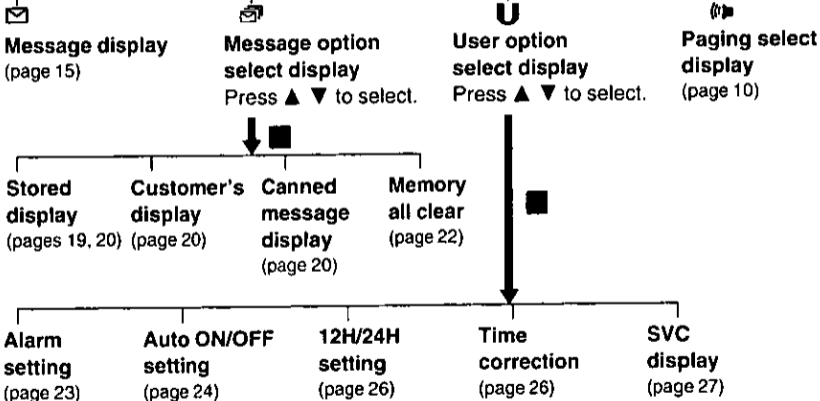 Message display
(page 15)
Message option
select display
Press ▲ ▼ to select.
U
User option
select display
Press ▲ ▼ to select.
Paging select
display
(page 10)
Stored
display
(pages 19, 20)
Customer's
display
(page 20)
Canned
message
display
(page 20)
Memory
all clear
(page 22)
Alarm
setting
(page 23)
Auto ON/OFF
setting
(page 24)
12H/24H
setting
(page 26)
Time
correction
(page 26)
SVC
display
(page 27)